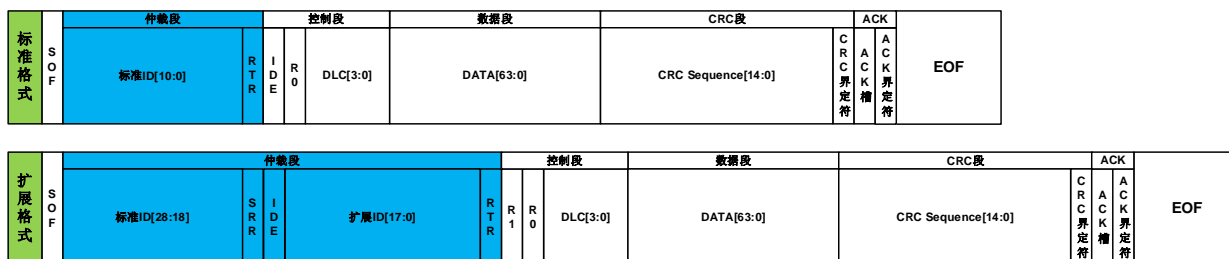 仲裁段 控制段 数据段 CRC段 ACK
标准格式 SOF 标准ID[10:0] RTR IDE R0 DLC[3:0] DATA[63:0] CRC Sequence[14:0] CRC界定符 ACK槽 ACK界定符 EOF
仲裁段 控制段 数据段 CRC段 ACK
扩展格式 SOF 标准ID[28:18] SRR IDE 扩展ID[17:0] RTR R1 R0 DLC[3:0] DATA[63:0] CRC Sequence[14:0] CRC界定符 ACK槽 ACK界定符 EOF